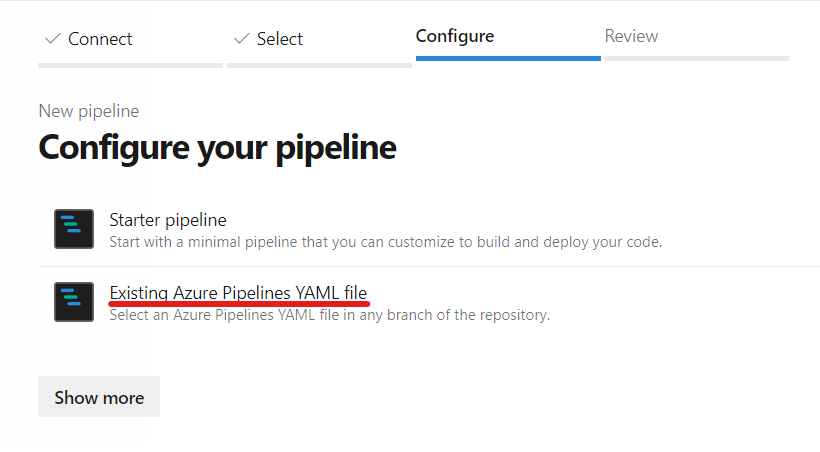 Connect Select Configure Review
New pipeline
Configure your pipeline
Starter pipeline
Start with a minimal pipeline that you can customize to build and deploy your code.
Existing Azure Pipelines YAML file
Select an Azure Pipelines YAML file in any branch of the repository.
Show more